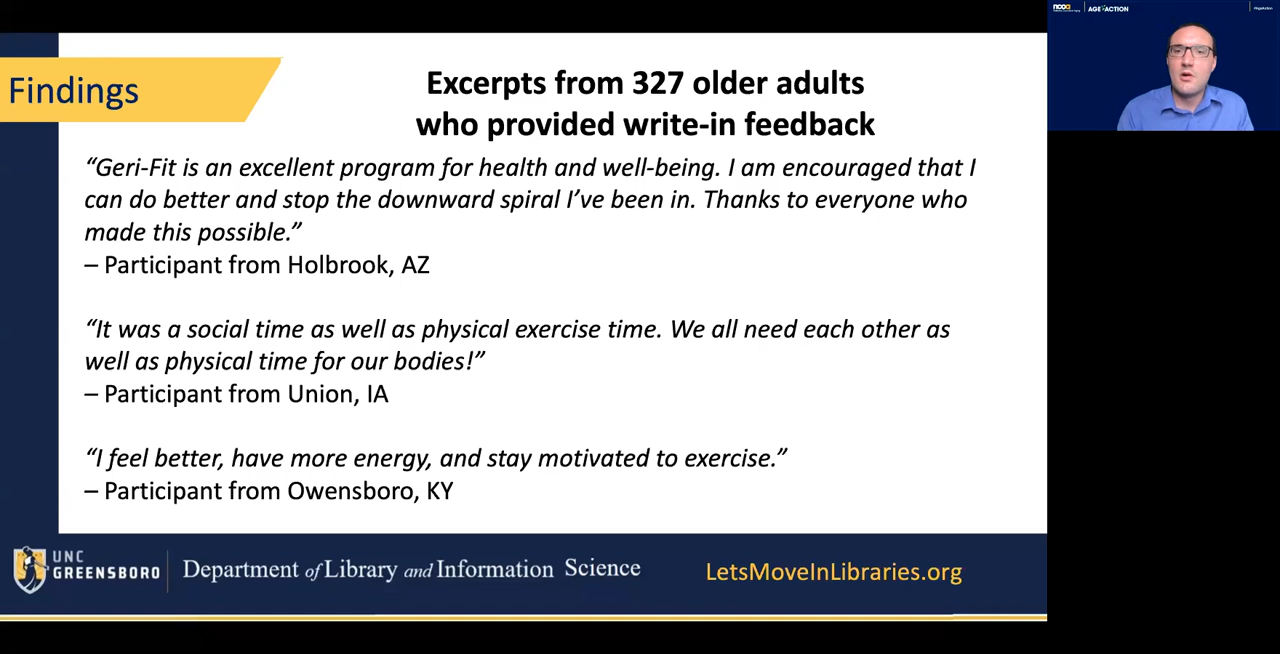 Findings
Excerpts from 327 older adults
who provided write-in feedback
“Geri-Fit is an excellent program for health and well-being. I am encouraged that I
can do better and stop the downward spiral I’ve been in. Thanks to everyone who
made this possible.”
– Participant from Holbrook, AZ
“It was a social time as well as physical exercise time. We all need each other as
well as physical time for our bodies!”
– Participant from Union, IA
“I feel better, have more energy, and stay motivated to exercise.”
– Participant from Owensboro, KY
UNC
GREENSBORO
Department of Library and Information Science
LetsMoveInLibraries.org
ncoa
AGE+ACTION